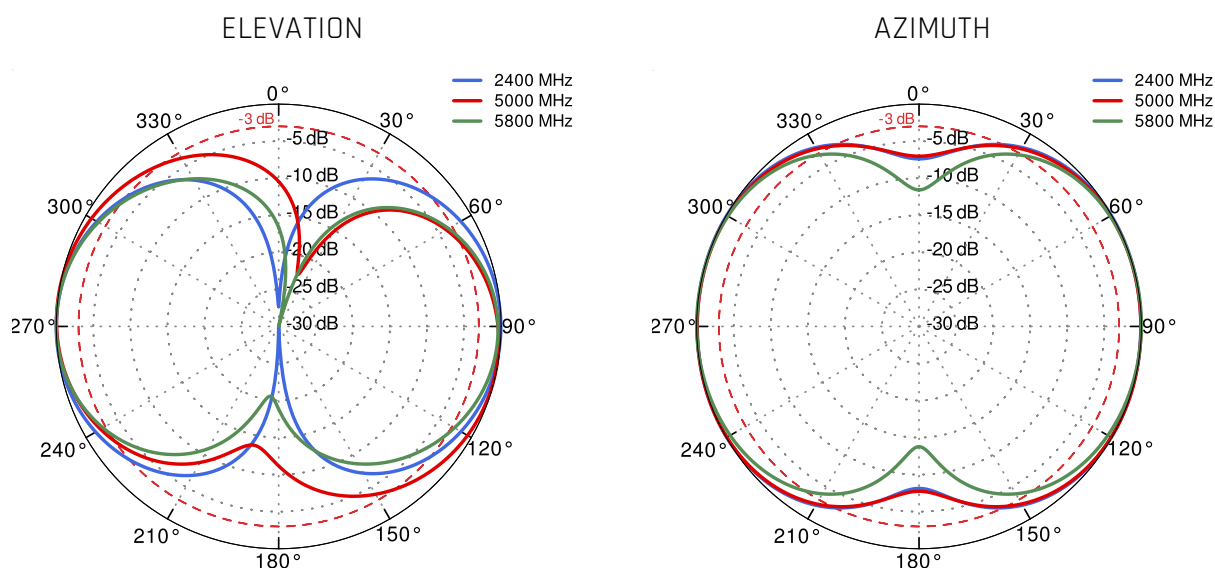 ELEVATION
2400 MHz
5000 MHz
5800 MHz
0°
30°
60°
90°
120°
150°
180°
210°
240°
270°
300°
330°
-3 dB
-5 dB
-10 dB
-15 dB
-20 dB
-25 dB
-30 dB
AZIMUTH
2400 MHz
5000 MHz
5800 MHz
0°
30°
60°
90°
120°
150°
180°
210°
240°
270°
300°
330°
-3 dB
-5 dB
-10 dB
-15 dB
-20 dB
-25 dB
-30 dB